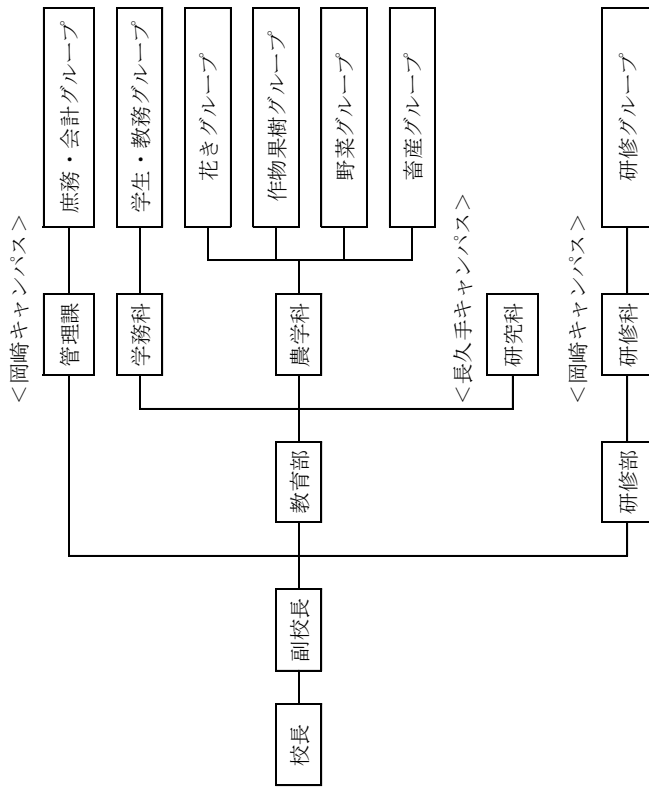 校長
副校長
<岡崎キャンパス>
管理課
庶務・会計グループ
教育部
学務科
学生・教務グループ
農学科
花きグループ
作物果樹グループ
野菜グループ
畜産グループ
<長久手キャンパス>
研究科
<岡崎キャンパス>
研修部
研修科
研修グループ